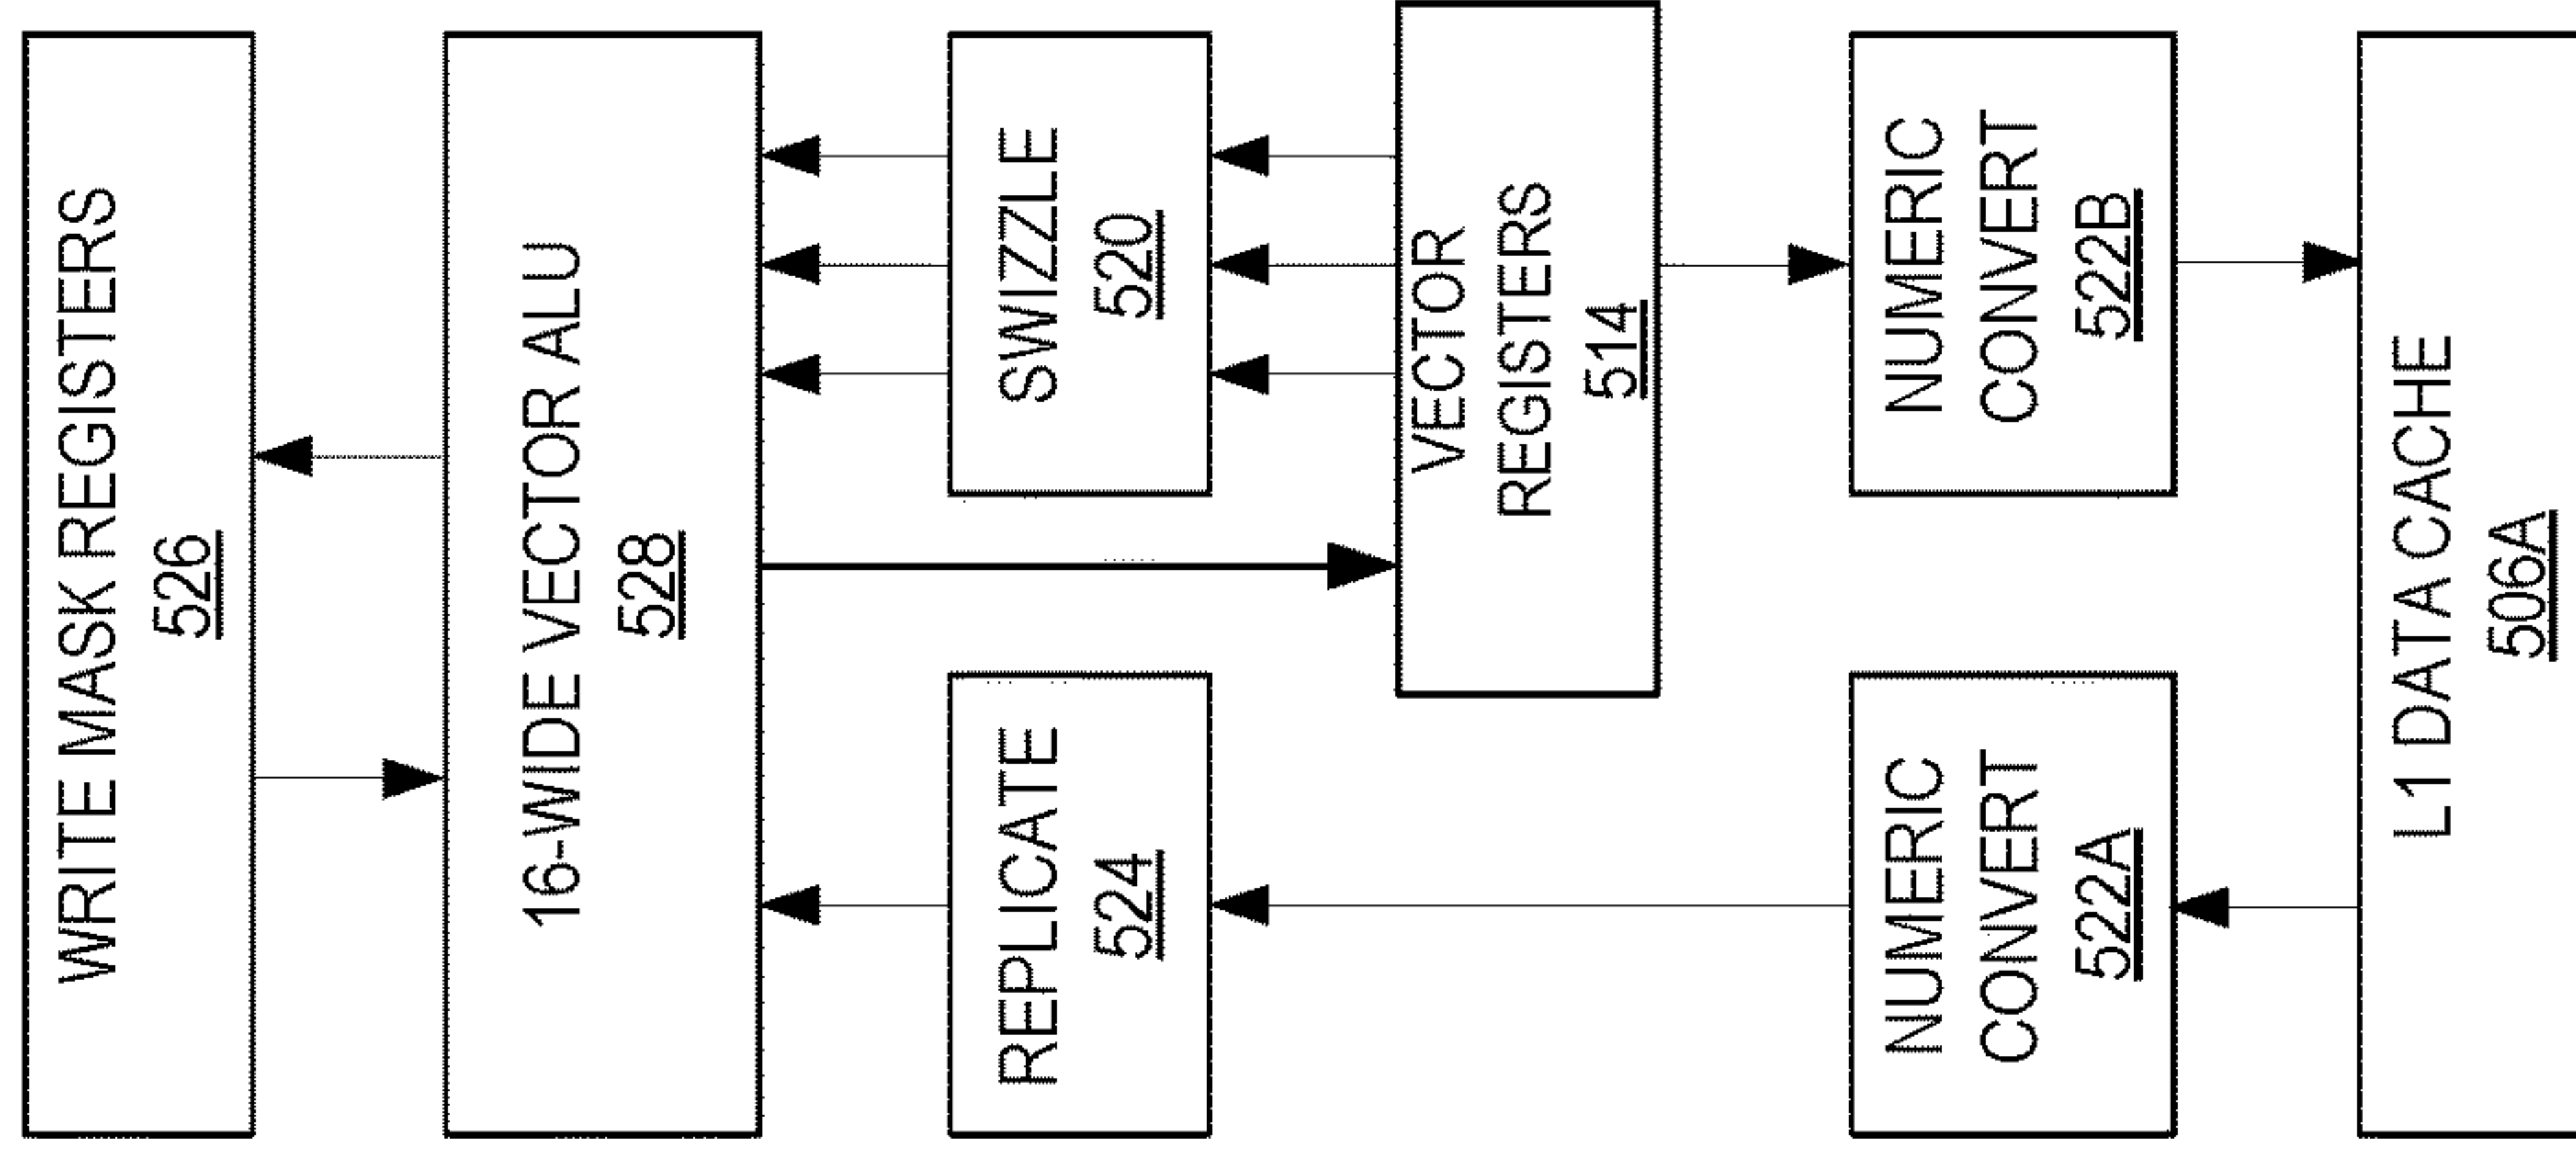 WRITE MASK REGISTERS
526
16-WIDE VECTOR ALU
528
REPLICATE
524
SWIZZLE
520
VECTOR
REGISTERS
514
NUMERIC
CONVERT
522A
NUMERIC
CONVERT
522B
L1 DATA CACHE
506A